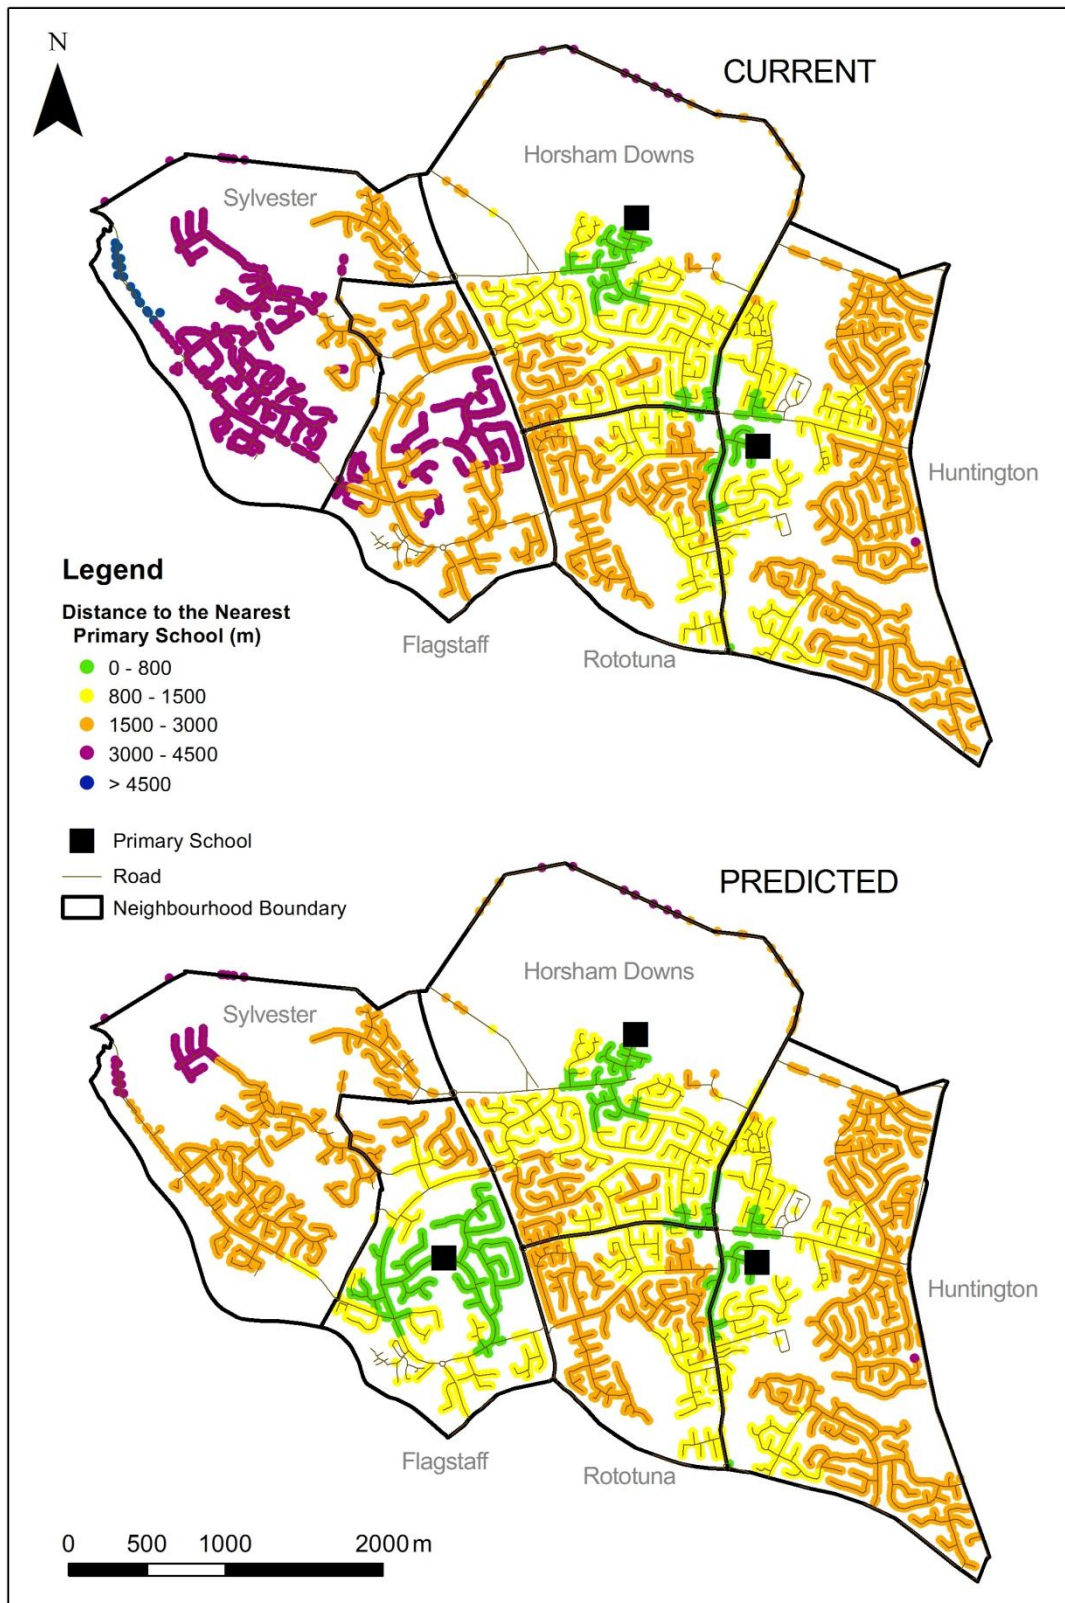 N
CURRENT
Horsham Downs
Sylvester
Huntington
Legend
Distance to the Nearest
Primary School (m)
0 - 800
800 - 1500
1500 - 3000
3000 - 4500
> 4500
Flagstaff
Rototuna
Primary School
Road
Neighbourhood Boundary
PREDICTED
Horsham Downs
Sylvester
Huntington
Flagstaff
Rototuna
0 500 1000 2000 m